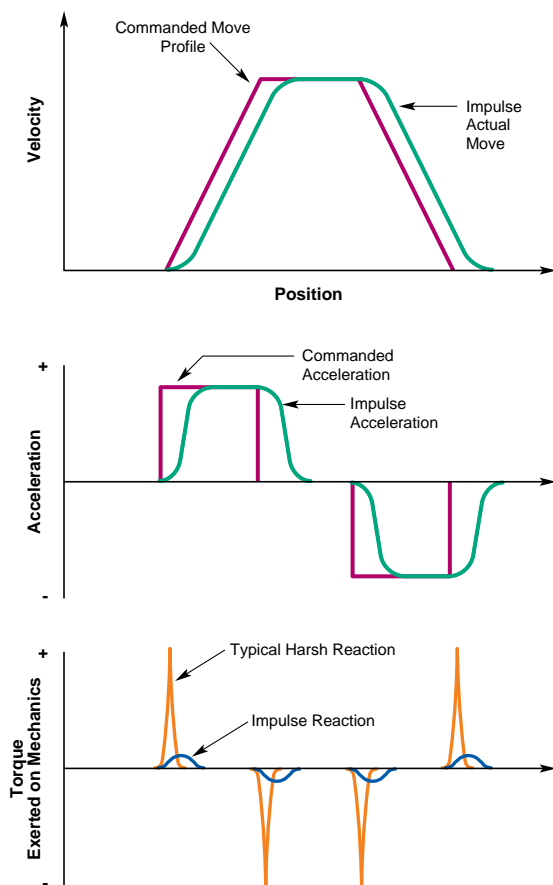 Commanded Move
Profile
Velocity
Impulse
Actual
Move
Position
+
Commanded
Acceleration
Impulse
Acceleration
Acceleration
-
+
Typical Harsh Reaction
Impulse Reaction
Torque
Exerted on Mechanics
-